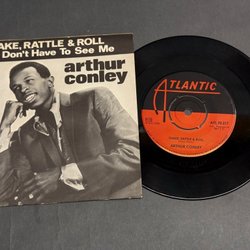 AKE, RATTLE & ROLL
Don't Have To See Me
arthur
conley
ATLANTIC
SHAKE, RATTLE & ROLL
ARTHUR CONLEY